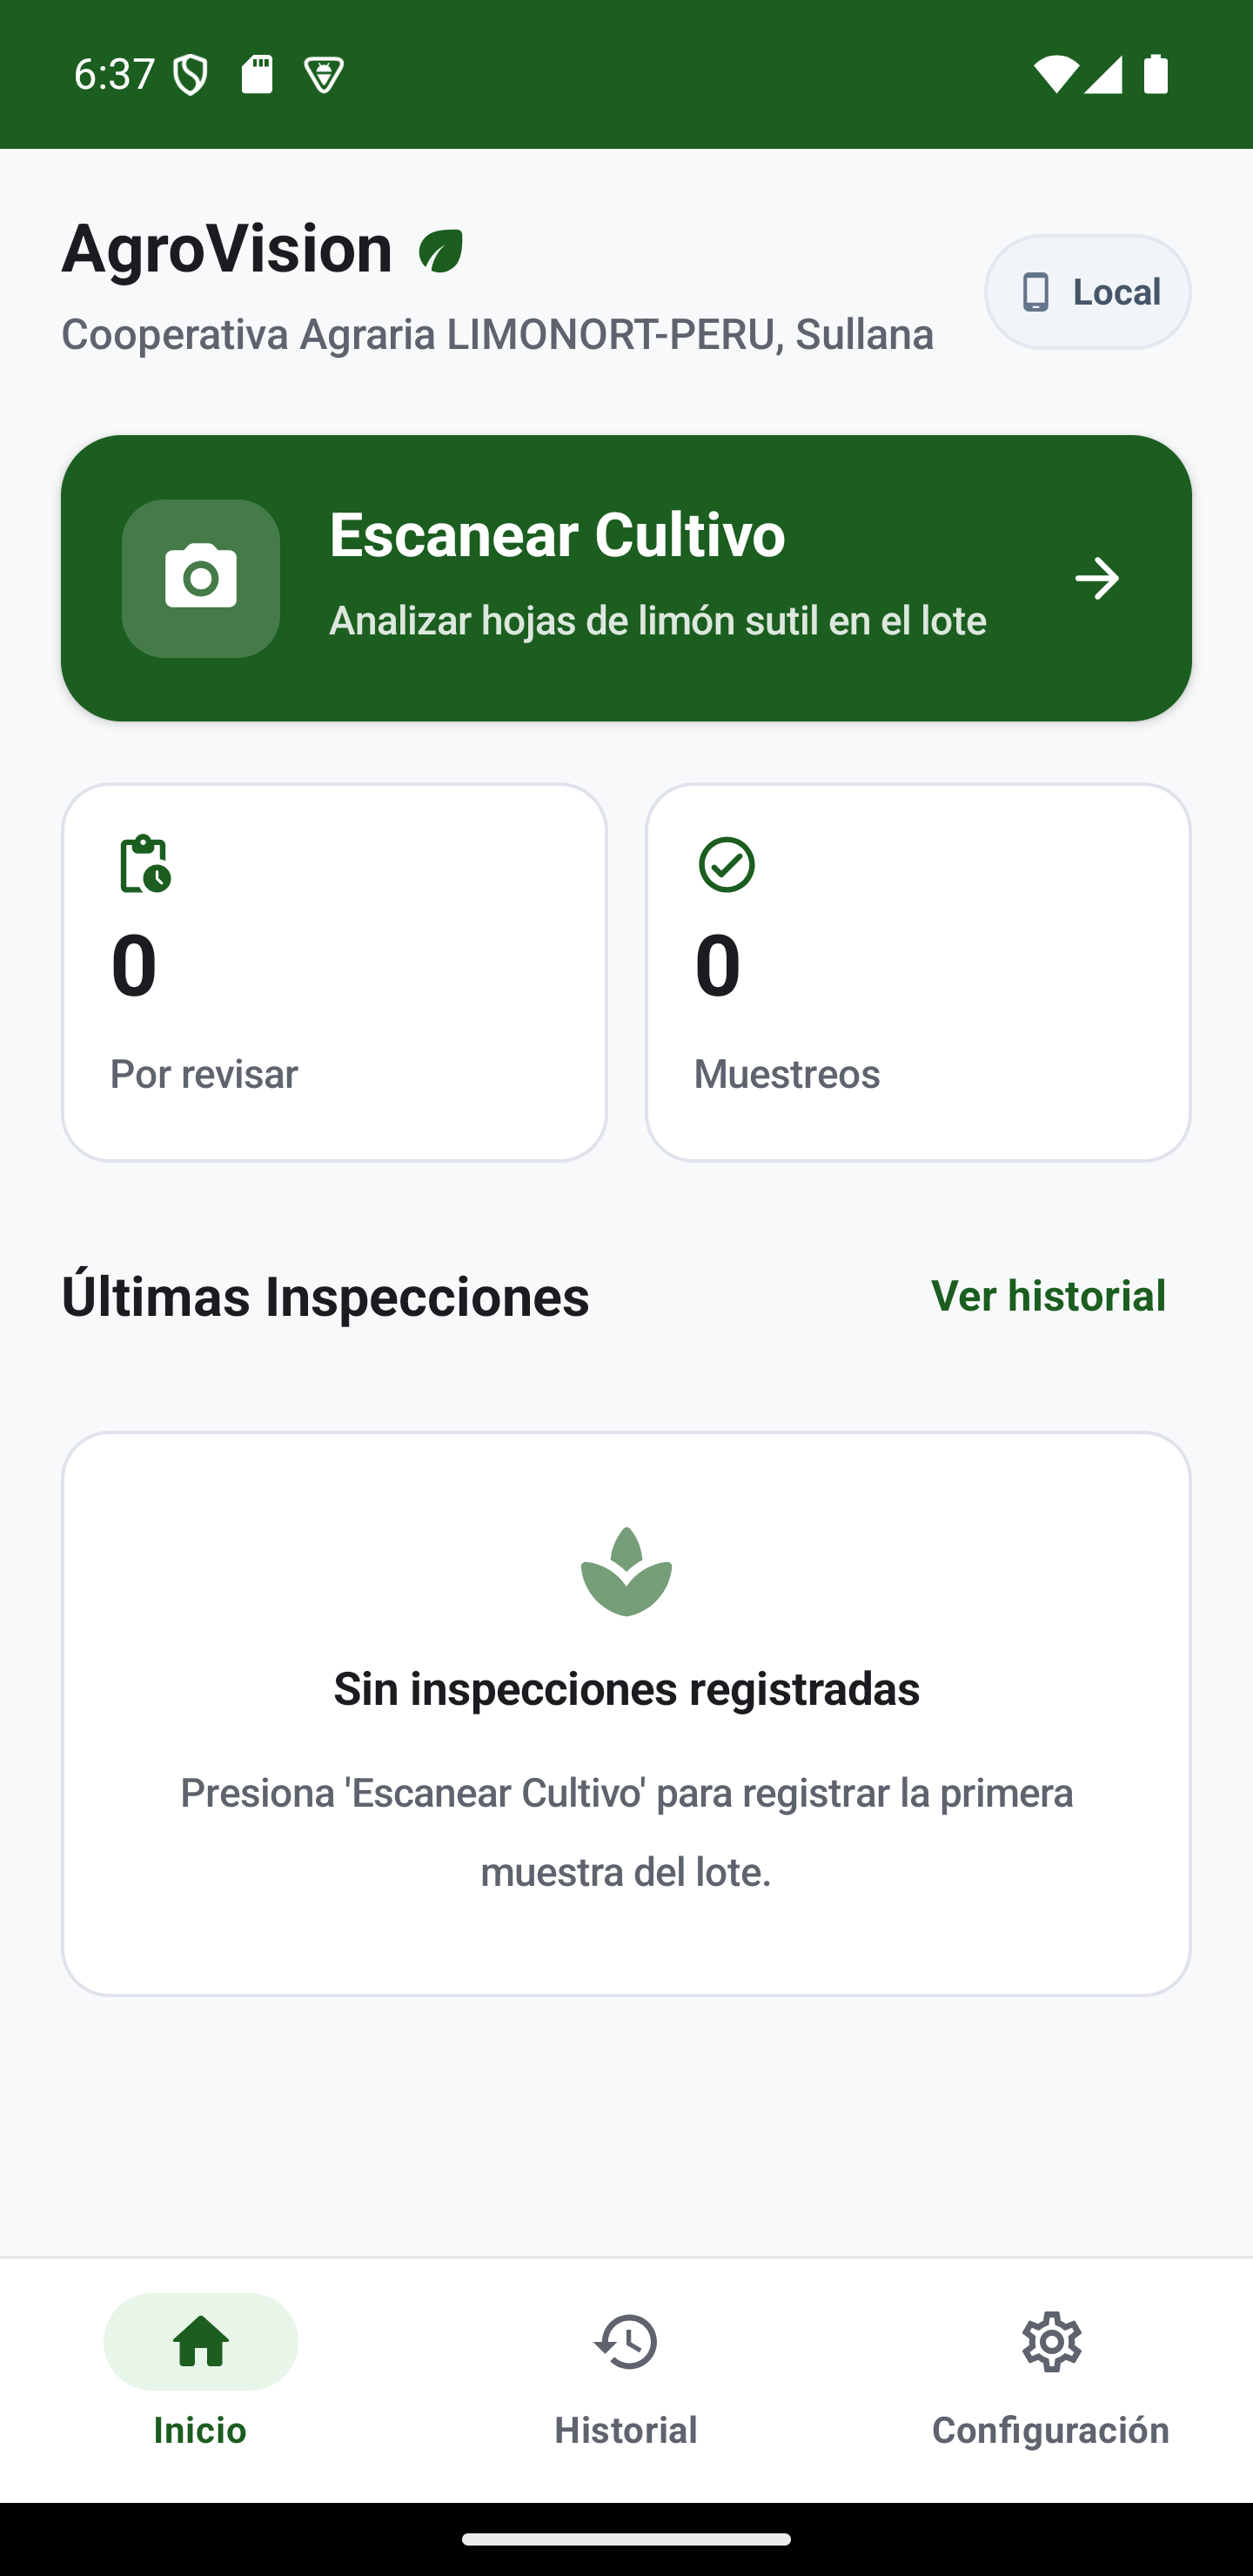 6:37
AgroVision
Cooperativa Agraria LIMONORT-PERU, Sullana
Local
Escanear Cultivo
Analizar hojas de limón sutil en el lote
0
Por revisar
0
Muestreos
Últimas Inspecciones
Ver historial
Sin inspecciones registradas
Presiona 'Escanear Cultivo' para registrar la primera
muestra del lote.
Inicio
Historial
Configuración